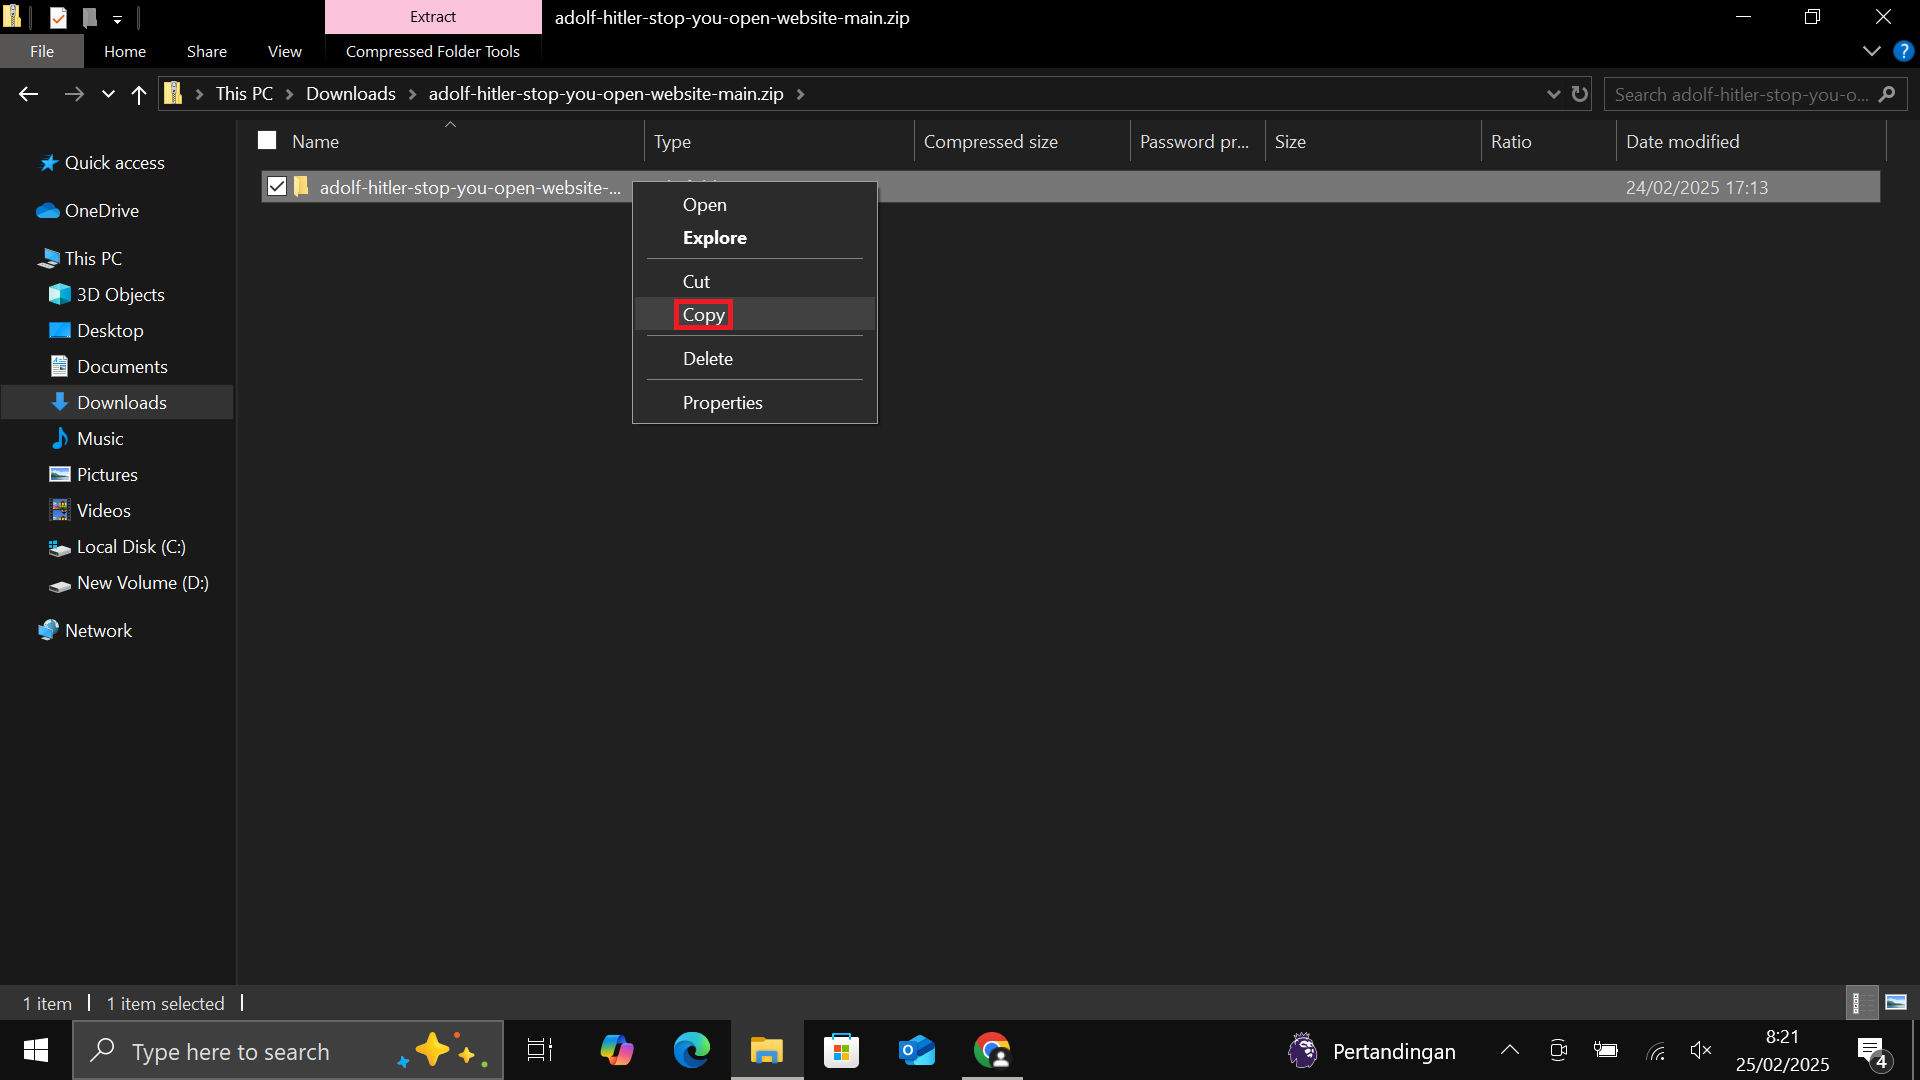 Extract
adolf-hitler-stop-you-open-website-main.zip
File
Home
Share
View
Compressed Folder Tools
?
This PC
Downloads
adolf-hitler-stop-you-open-website-main.zip
Search adolf-hitler-stop-you-o...
Name
Type
Compressed size
Password pr...
Size
Ratio
Date modified
adolf-hitler-stop-you-open-website-...
24/02/2025 17:13
Quick access
OneDrive
This PC
3D Objects
Desktop
Documents
Downloads
Music
Pictures
Videos
Local Disk (C:)
New Volume (D:)
Network
Open
Explore
Cut
Copy
Delete
Properties
1 item
1 item selected
Type here to search
Pertandingan
8:21
25/02/2025
4